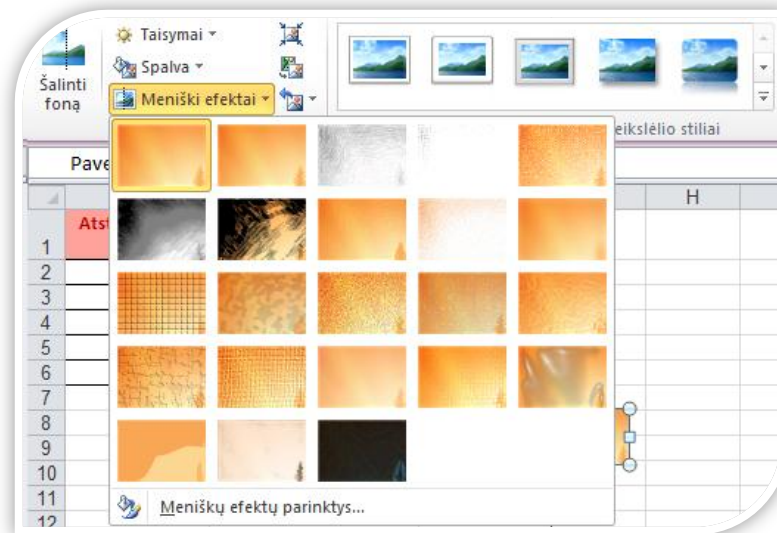 Taisymai
Spalva
Šalinti
foną
Meniški efektai
eikslėlio stiliai
Pave
H
Atst
1
2
3
4
5
6
7
8
9
10
11
12
Meniškų efektų parinktys...